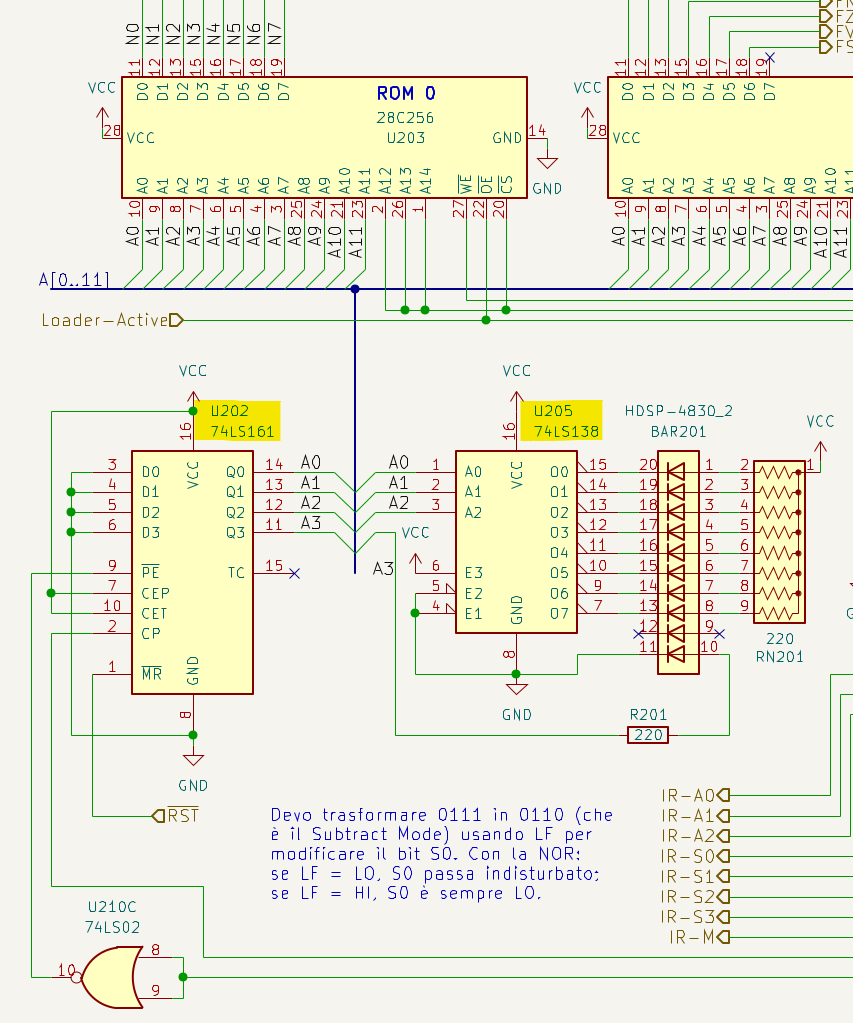 N0 N1 N2 N3 N4 N5 N6 N7
11 12 13 15 16 17 18 19
D0 D1 D2 D3 D4 D5 D6 D7
VCC
28
VCC
ROM 0
28C256
U203
GND
14
GND
A0 A1 A2 A3 A4 A5 A6 A7 A8 A9 A10 A11 A12 A13 A14 WE OE CS
10 9 8 7 6 5 4 3 25 24 21 23 2 26 1 27 22 20
A0 A1 A2 A3 A4 A5 A6 A7 A8 A9 A10 A11
11 12 13 15 16 17 18 19
D0 D1 D2 D3 D4 D5 D6 D7
VCC
28
VCC
A0 A1 A2 A3 A4 A5 A6 A7 A8 A9 A10
10 9 8 7 6 5 4 3 25 24 21 23
A0 A1 A2 A3 A4 A5 A6 A7 A8 A9 A10 A11
A[0..11]
Loader-Active
VCC
U202
74LS161
16
VCC
3 D0 Q0 14 A0
4 D1 Q1 13 A1
5 D2 Q2 12 A2
6 D3 Q3 11 A3
9 PE TC 15
7 CEP
10 CET
2 CP
1 MR
GND
8
GND
RST
VCC
U205
74LS138
16
VCC
A0 1 A0 O0 15
A1 2 A1 O1 14
A2 3 A2 O2 13
O3 12
O4 11
VCC
A3
6 E3 O5 10
5 E2 O6 9
4 E1 O7 7
GND
8
GND
HDSP-4830_2
BAR201
20 1
19 2
18 3
17 4
16 5
15 6
14 7
13 8
12 9
11 10
VCC
2 1
3
4
5
6
7
8
9
220
RN201
R201
220
Devo trasformare 0111 in 0110 (che
è il Subtract Mode) usando LF per
modificare il bit S0. Con la NOR:
se LF = LO, S0 passa indisturbato;
se LF = HI, S0 è sempre LO.
IR-A0
IR-A1
IR-A2
IR-S0
IR-S1
IR-S2
IR-S3
IR-M
U210C
74LS02
8
10
9